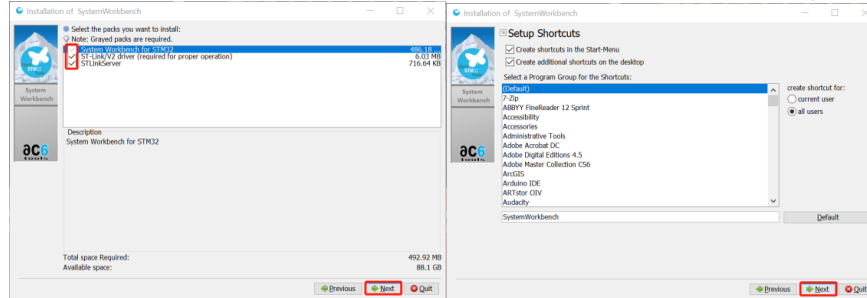 Installation of SystemWorkbench
Select the packs you want to install:
Note: Grayed packs are required.
System Workbench for STM32 486.18 ...
ST-Link/V2 driver (required for proper operation) 6.03 MB
STLinkServer 716.64 KB
System
Workbench
Description
System Workbench for STM32
ac6
tools
Total space Required: 492.92 MB
Available space: 88.1 GB
Previous Next Quit
Installation of SystemWorkbench
Setup Shortcuts
Create shortcuts in the Start-Menu
Create additional shortcuts on the desktop
Select a Program Group for the Shortcuts:
(Default)
7-Zip
ABBYY FineReader 12 Sprint
Accessibility
Accessories
Administrative Tools
Adobe Acrobat DC
Adobe Digital Editions 4.5
Adobe Master Collection CS6
ArcGIS
Arduino IDE
ARTstor OIV
Audacity
create shortcut for:
current user
all users
System
Workbench
ac6
tools
SystemWorkbench Default
Previous Next Quit